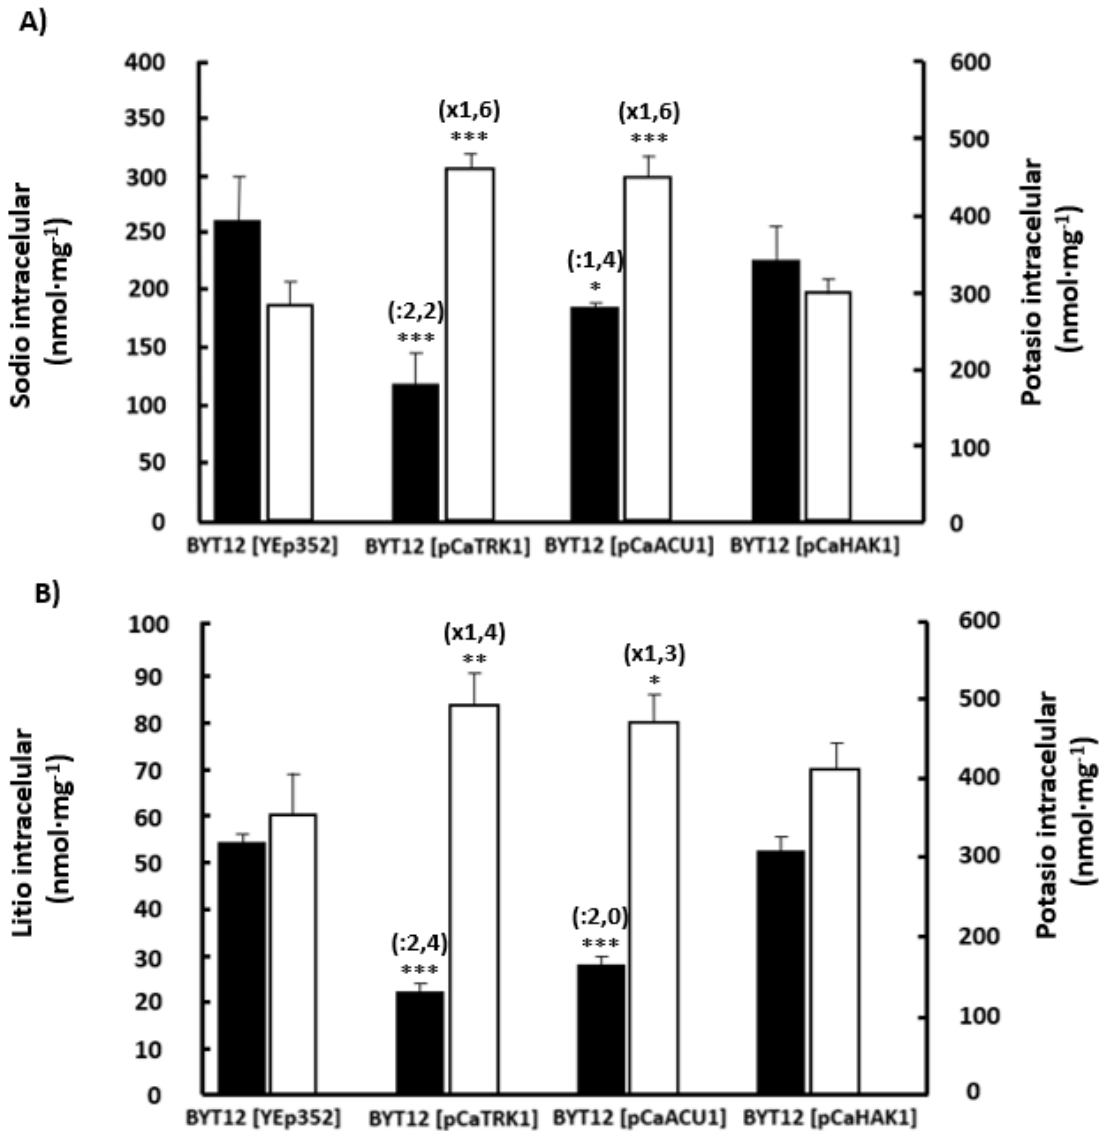 A)
400
350
300
250
200
150
100
50
0
Sodio intracelular
(nmol·mg-1)
600
500
400
300
200
100
0
Potasio intracelular
(nmol·mg-1)
(:2,2)
***
(x1,6)
***
(:1,4)
*
(x1,6)
***
BYT12 [YEp352]
BYT12 [pCaTRK1]
BYT12 [pCaACU1]
BYT12 [pCaHAK1]
B)
100
90
80
70
60
50
40
30
20
10
0
Litio intracelular
(nmol·mg-1)
600
500
400
300
200
100
0
Potasio intracelular
(nmol·mg-1)
(:2,4)
***
(x1,4)
**
(:2,0)
***
(x1,3)
*
BYT12 [YEp352]
BYT12 [pCaTRK1]
BYT12 [pCaACU1]
BYT12 [pCaHAK1]